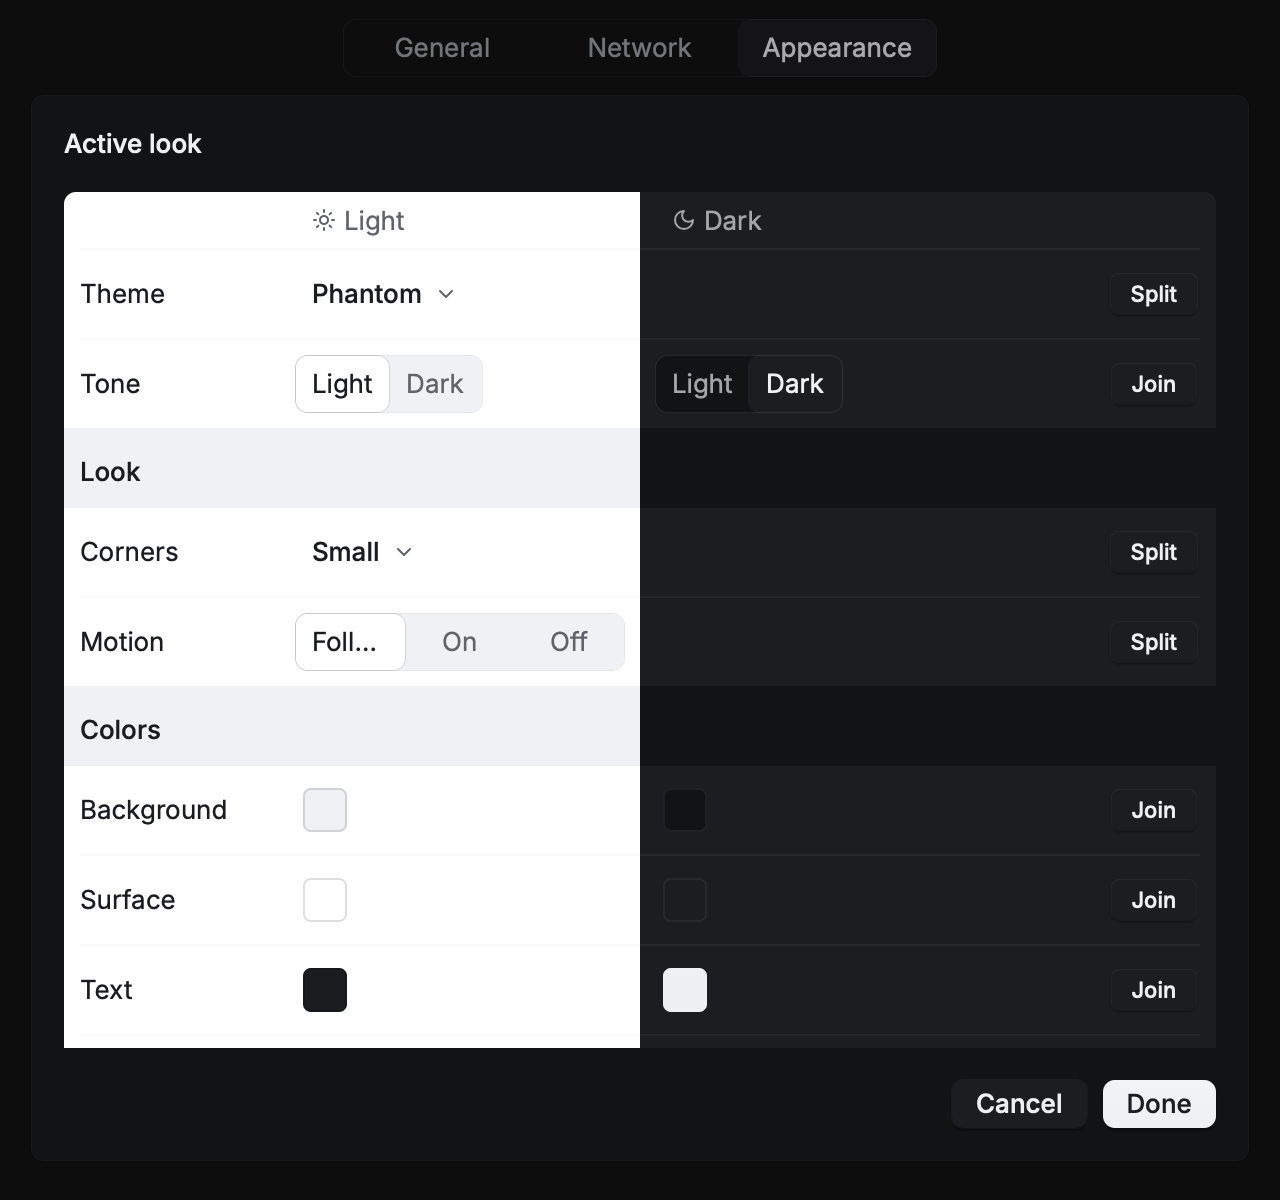 General Network Appearance
Active look
Light Dark
Theme Phantom Split
Tone Light Dark Light Dark Join
Look
Corners Small Split
Motion Foll... On Off Split
Colors
Background Join
Surface Join
Text Join
Cancel Done